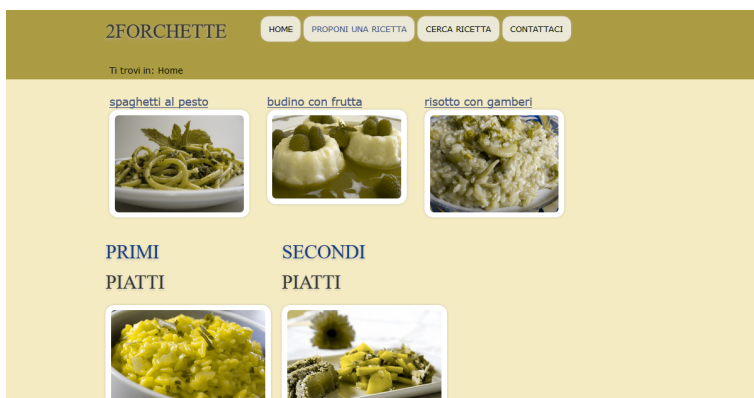 2FORCHETTE
HOME PROPONI UNA RICETTA CERCA RICETTA CONTATTACI
Ti trovi in: Home
spaghetti al pesto budino con frutta risotto con gamberi
PRIMI SECONDI
PIATTI PIATTI